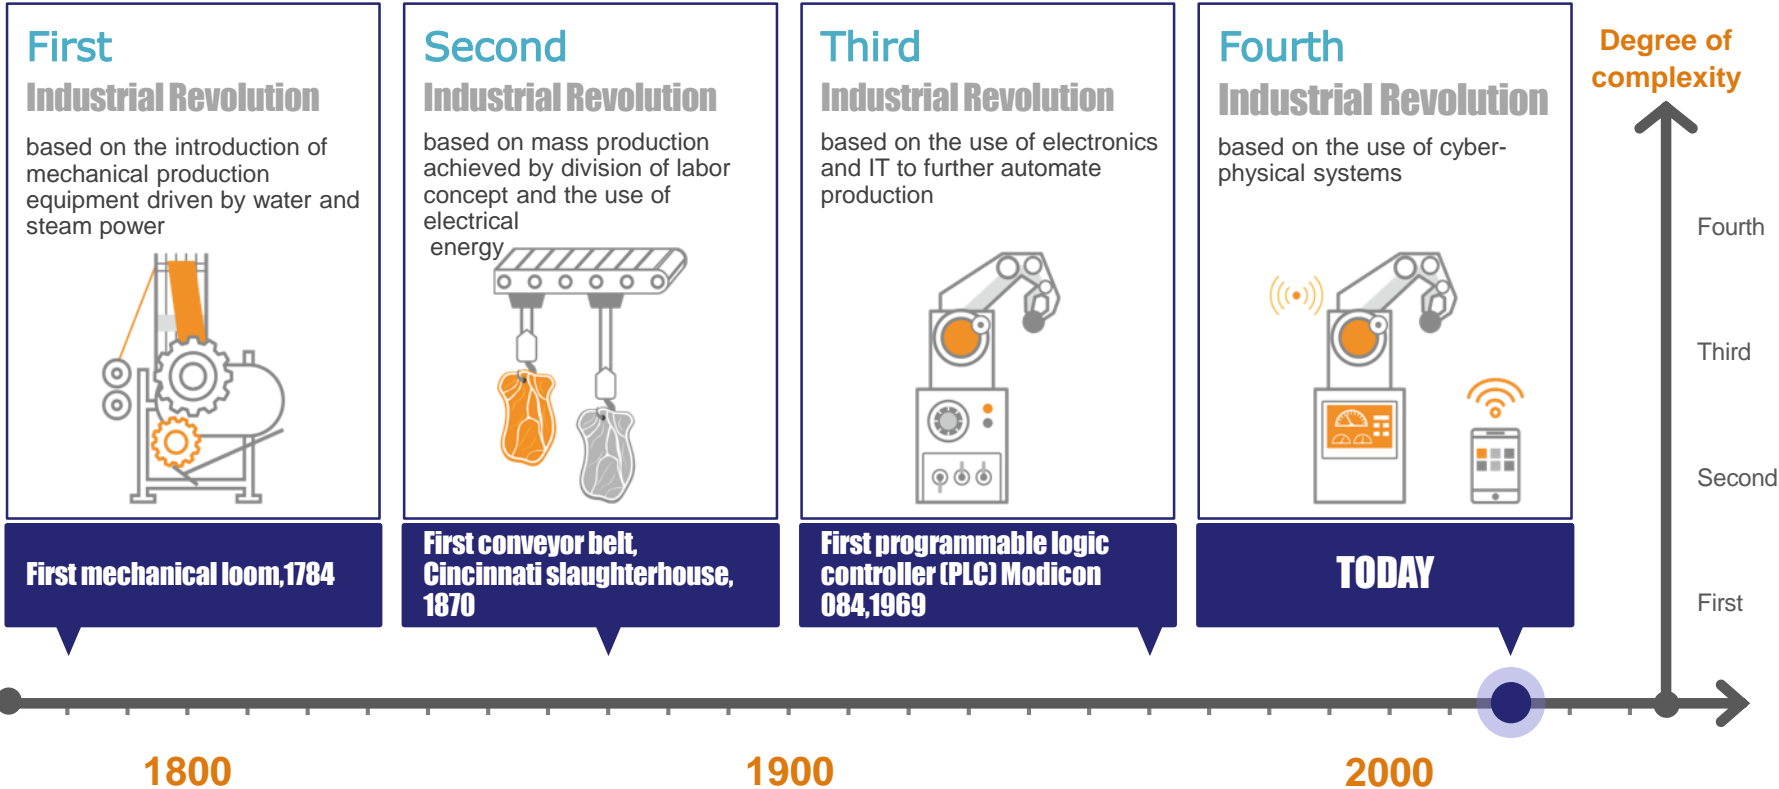 First
Industrial Revolution
based on the introduction of
mechanical production
equipment driven by water and
steam power
First mechanical loom,1784
Second
Industrial Revolution
based on mass production
achieved by division of labor
concept and the use of
electrical
energy
First conveyor belt,
Cincinnati slaughterhouse,
1870
Third
Industrial Revolution
based on the use of electronics
and IT to further automate
production
First programmable logic
controller (PLC) Modicon
084,1969
Fourth
Industrial Revolution
based on the use of cyber-
physical systems
TODAY
Degree of
complexity
Fourth
Third
Second
First
1800
1900
2000